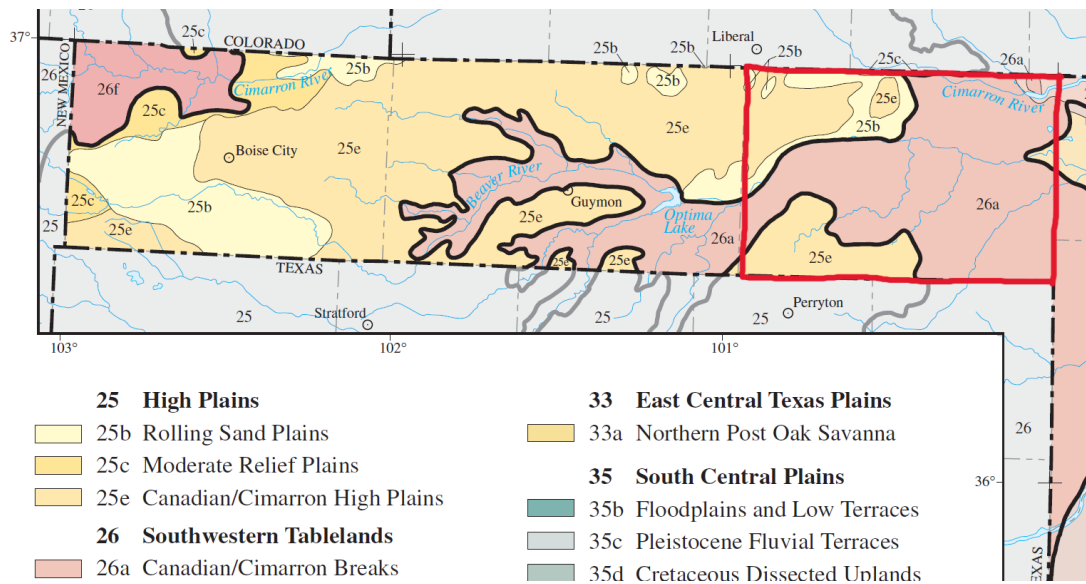 25c
COLORADO
37°
NEW MEXICO
26
26f
25c
Cimarron River
25b
25b
25b
Liberal
25b
25b
25c
26a
Cimarron River
25e
25b
25e
25e
Boise City
25c
25b
25
25e
Beaver River
Guymon
25e
Optima
Lake
26a
26a
25e
25e
25e
TEXAS
Stratford
25
25
25
Perryton
103°
102°
101°
25 High Plains
25b Rolling Sand Plains
25c Moderate Relief Plains
25e Canadian/Cimarron High Plains
26 Southwestern Tablelands
26a Canadian/Cimarron Breaks
33 East Central Texas Plains
33a Northern Post Oak Savanna
35 South Central Plains
35b Floodplains and Low Terraces
35c Pleistocene Fluvial Terraces
35d Cretaceous Dissected Uplands
26
36°